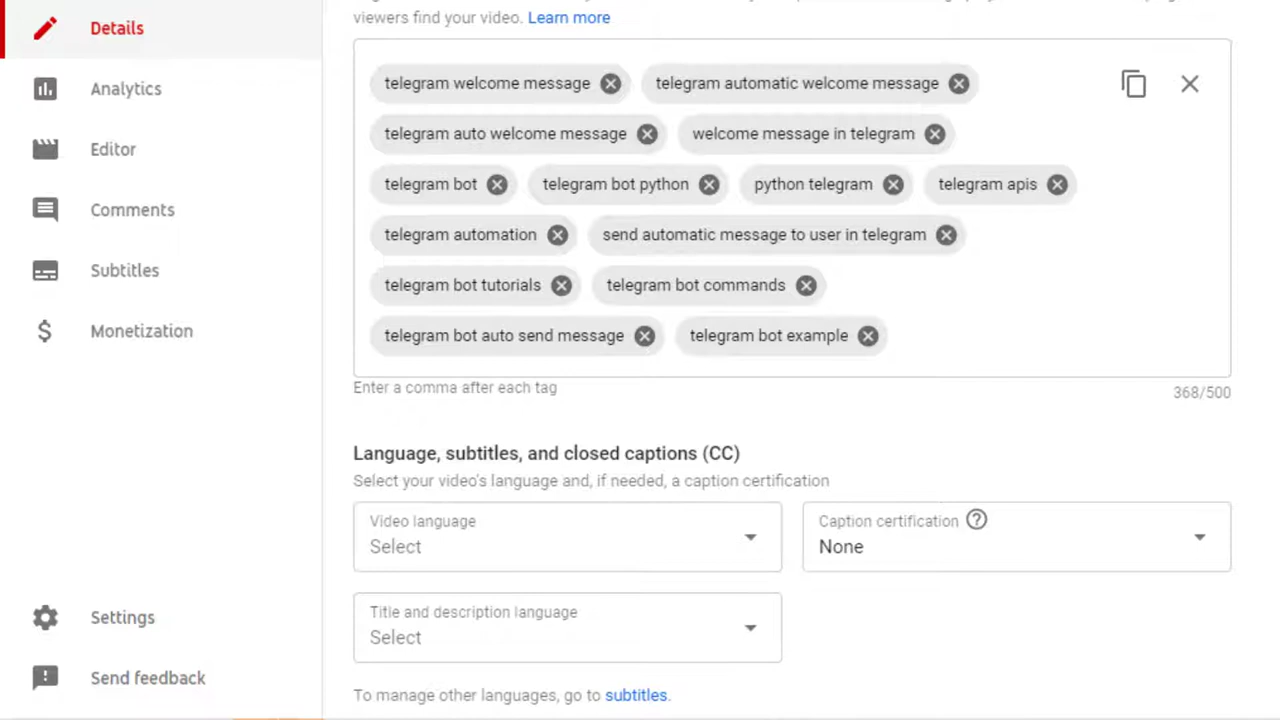 Details
Analytics
Editor
Comments
Subtitles
Monetization
Settings
Send feedback
viewers find your video. Learn more
telegram welcome message telegram automatic welcome message
telegram auto welcome message welcome message in telegram
telegram bot telegram bot python python telegram telegram apis
telegram automation send automatic message to user in telegram
telegram bot tutorials telegram bot commands
telegram bot auto send message telegram bot example
Enter a comma after each tag
368/500
Language, subtitles, and closed captions (CC)
Select your video's language and, if needed, a caption certification
Video language
Select
Caption certification
None
Title and description language
Select
To manage other languages, go to subtitles.